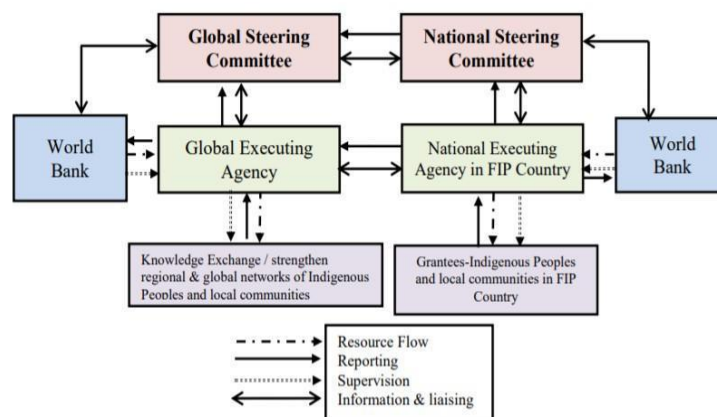 Global Steering
Committee
National Steering
Committee
World
Bank
Global Executing
Agency
National Executing
Agency in FIP Country
World
Bank
Knowledge Exchange / strengthen
regional & global networks of Indigenous
Peoples and local communities
Grantees-Indigenous Peoples
and local communities in FIP
Country
Resource Flow
Reporting
Supervision
Information & liaising